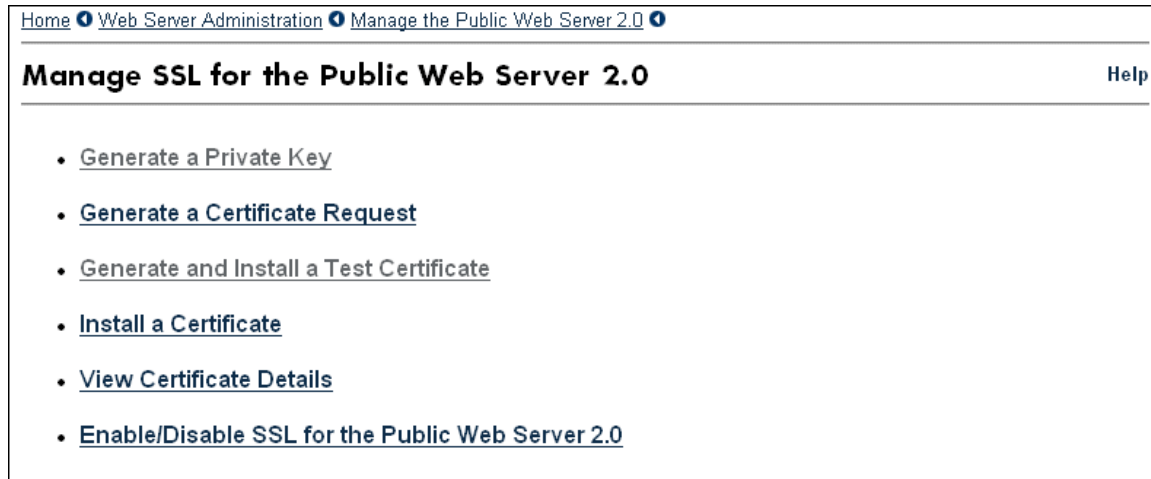 Home Web Server Administration Manage the Public Web Server 2.0
Manage SSL for the Public Web Server 2.0 Help
Generate a Private Key
Generate a Certificate Request
Generate and Install a Test Certificate
Install a Certificate
View Certificate Details
Enable/Disable SSL for the Public Web Server 2.0